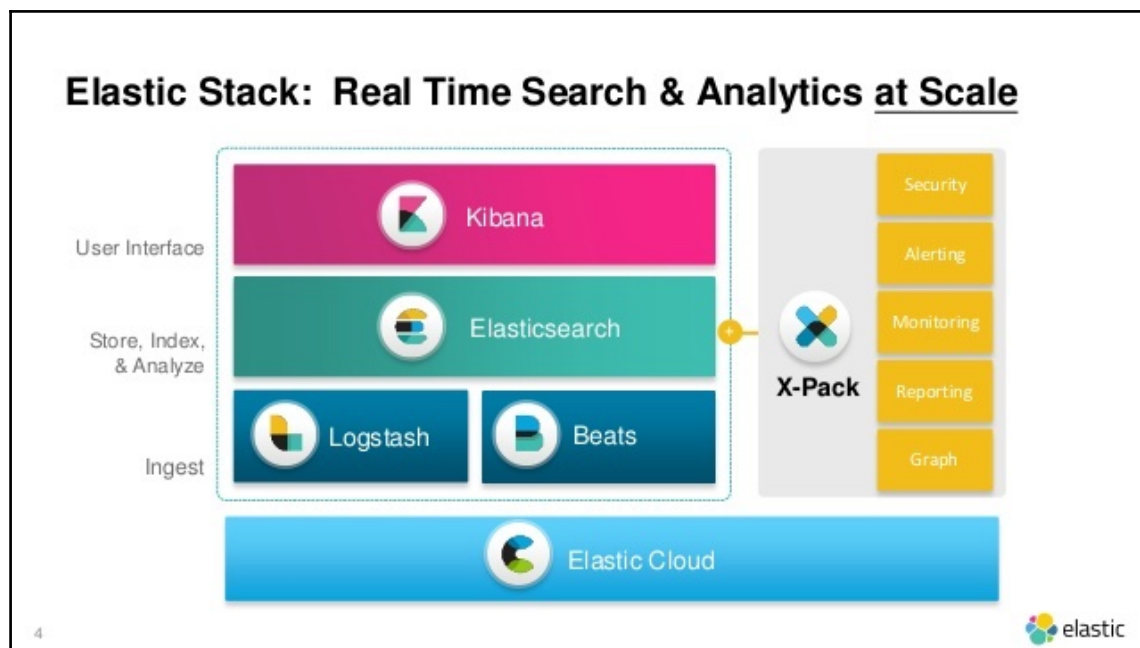 Elastic Stack: Real Time Search & Analytics at Scale
User Interface
Store, Index,
& Analyze
Ingest
Kibana
Elasticsearch
Logstash
Beats
+
X-Pack
Security
Alerting
Monitoring
Reporting
Graph
Elastic Cloud
4
elastic